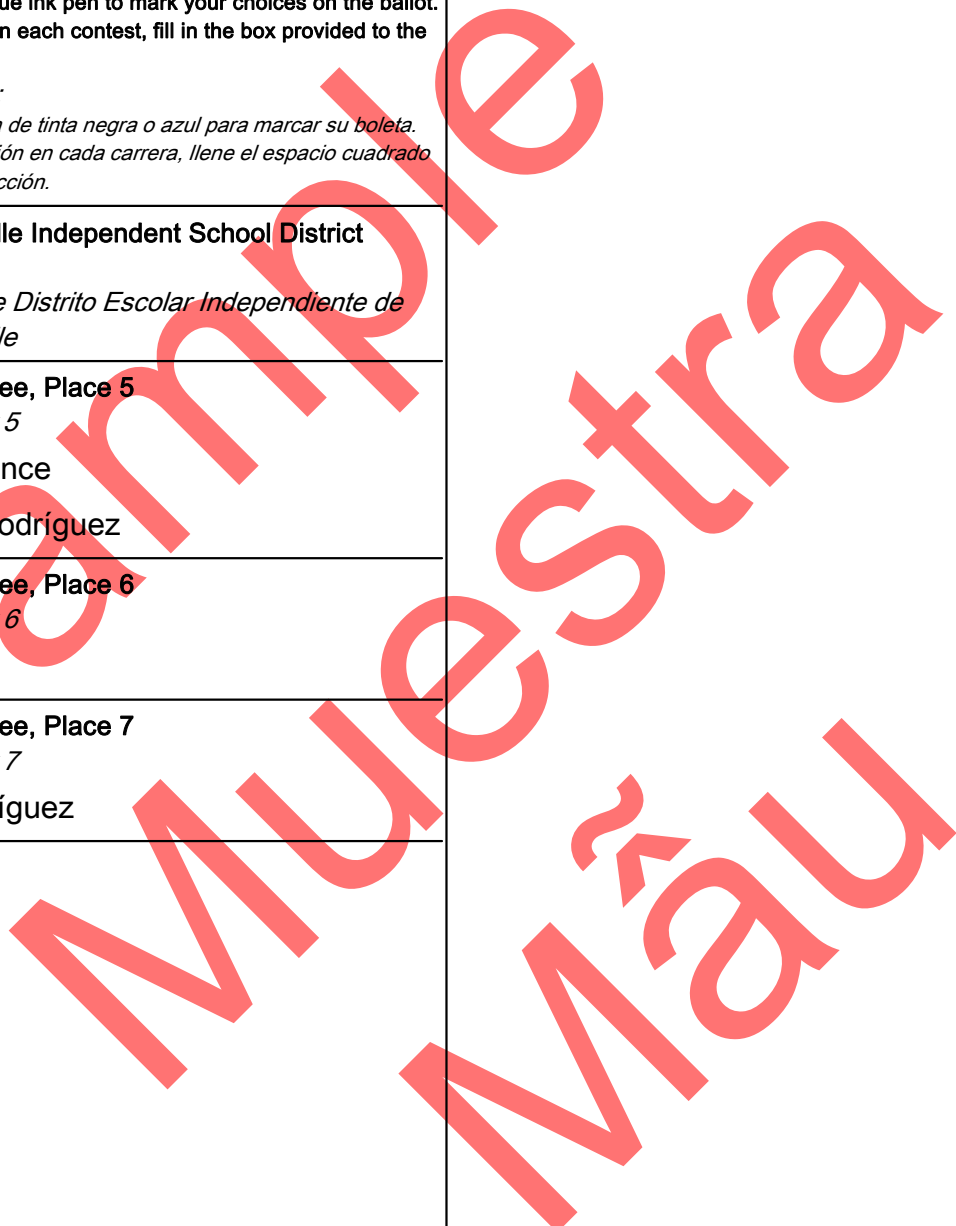 ue ink pen to mark your choices on the ballot.
n each contest, fill in the box provided to the
.
de tinta negra o azul para marcar su boleta.
ión en cada carrera, llene el espacio cuadrado
cción.
lle Independent School District
e Distrito Escolar Independiente de
lle
ee, Place 5
5
nce
odríguez
ee, Place 6
6
ee, Place 7
7
íguez
ample
Muestra
Mẫu